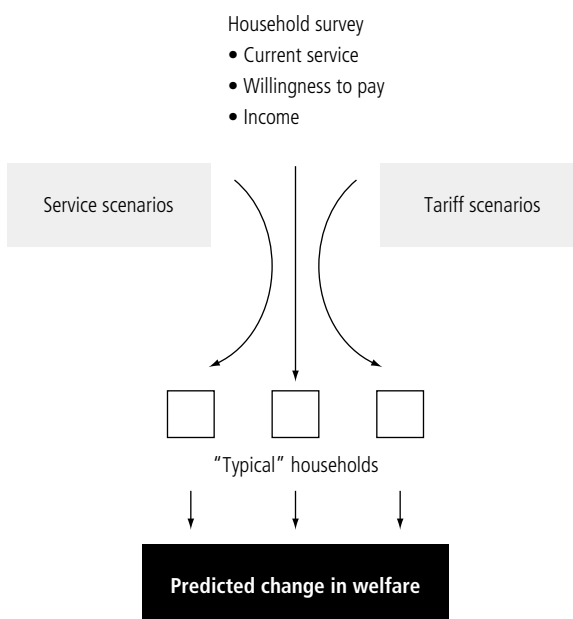 Household survey
• Current service
• Willingness to pay
• Income
Service scenarios
Tariff scenarios
“Typical” households
Predicted change in welfare